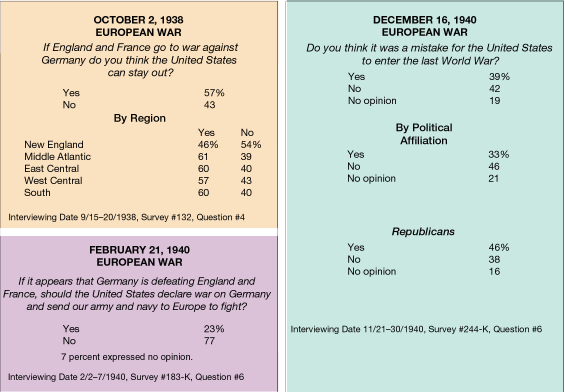 OCTOBER 2, 1938
EUROPEAN WAR
If England and France go to war against
Germany do you think the United States
can stay out?
Yes 57%
No 43
By Region
Yes No
New England 46% 54%
Middle Atlantic 61 39
East Central 60 40
West Central 57 43
South 60 40
Interviewing Date 9/15–20/1938, Survey #132, Question #4
FEBRUARY 21, 1940
EUROPEAN WAR
If it appears that Germany is defeating England and
France, should the United States declare war on Germany
and send our army and navy to Europe to fight?
Yes 23%
No 77
7 percent expressed no opinion.
Interviewing Date 2/2–7/1940, Survey #183-K, Question #6
DECEMBER 16, 1940
EUROPEAN WAR
Do you think it was a mistake for the United States
to enter the last World War?
Yes 39%
No 42
No opinion 19
By Political
Affiliation
Yes 33%
No 46
No opinion 21
Republicans
Yes 46%
No 38
No opinion 16
Interviewing Date 11/21–30/1940, Survey #244-K, Question #6